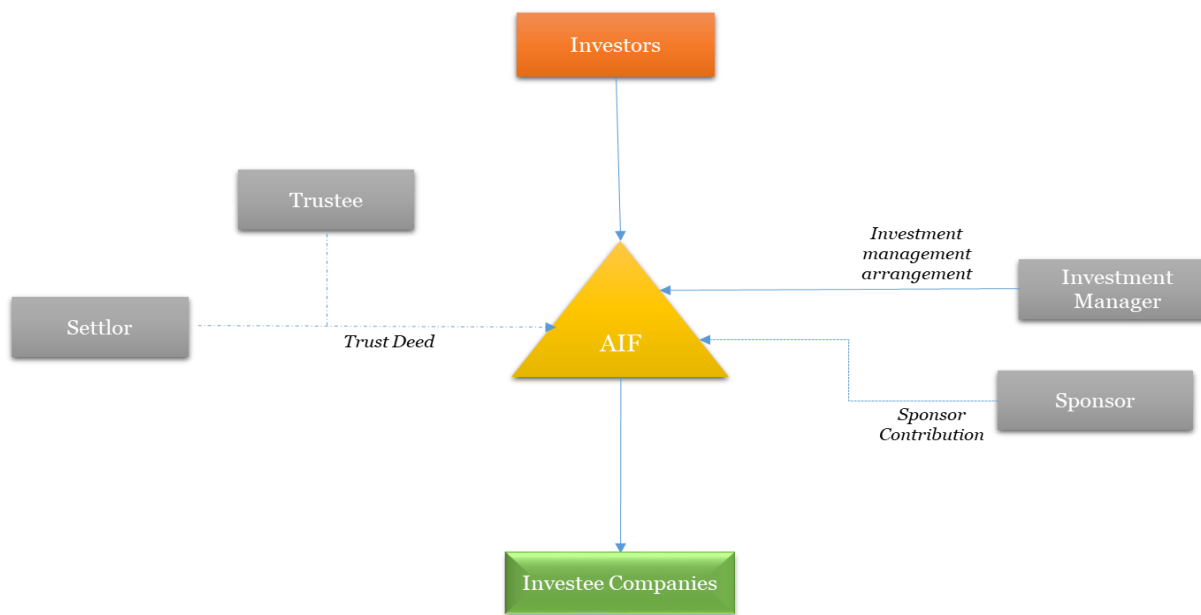 Investors
Trustee
Investment
management
arrangement
Investment
Manager
Settlor
Trust Deed
AIF
Sponsor
Sponsor
Contribution
Investee Companies